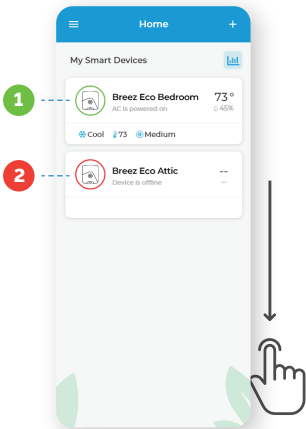 Home
My Smart Devices
1
Breez Eco Bedroom 73°
AC is powered on 45%
Cool 73 Medium
2
Breez Eco Attic --
Device is offline --